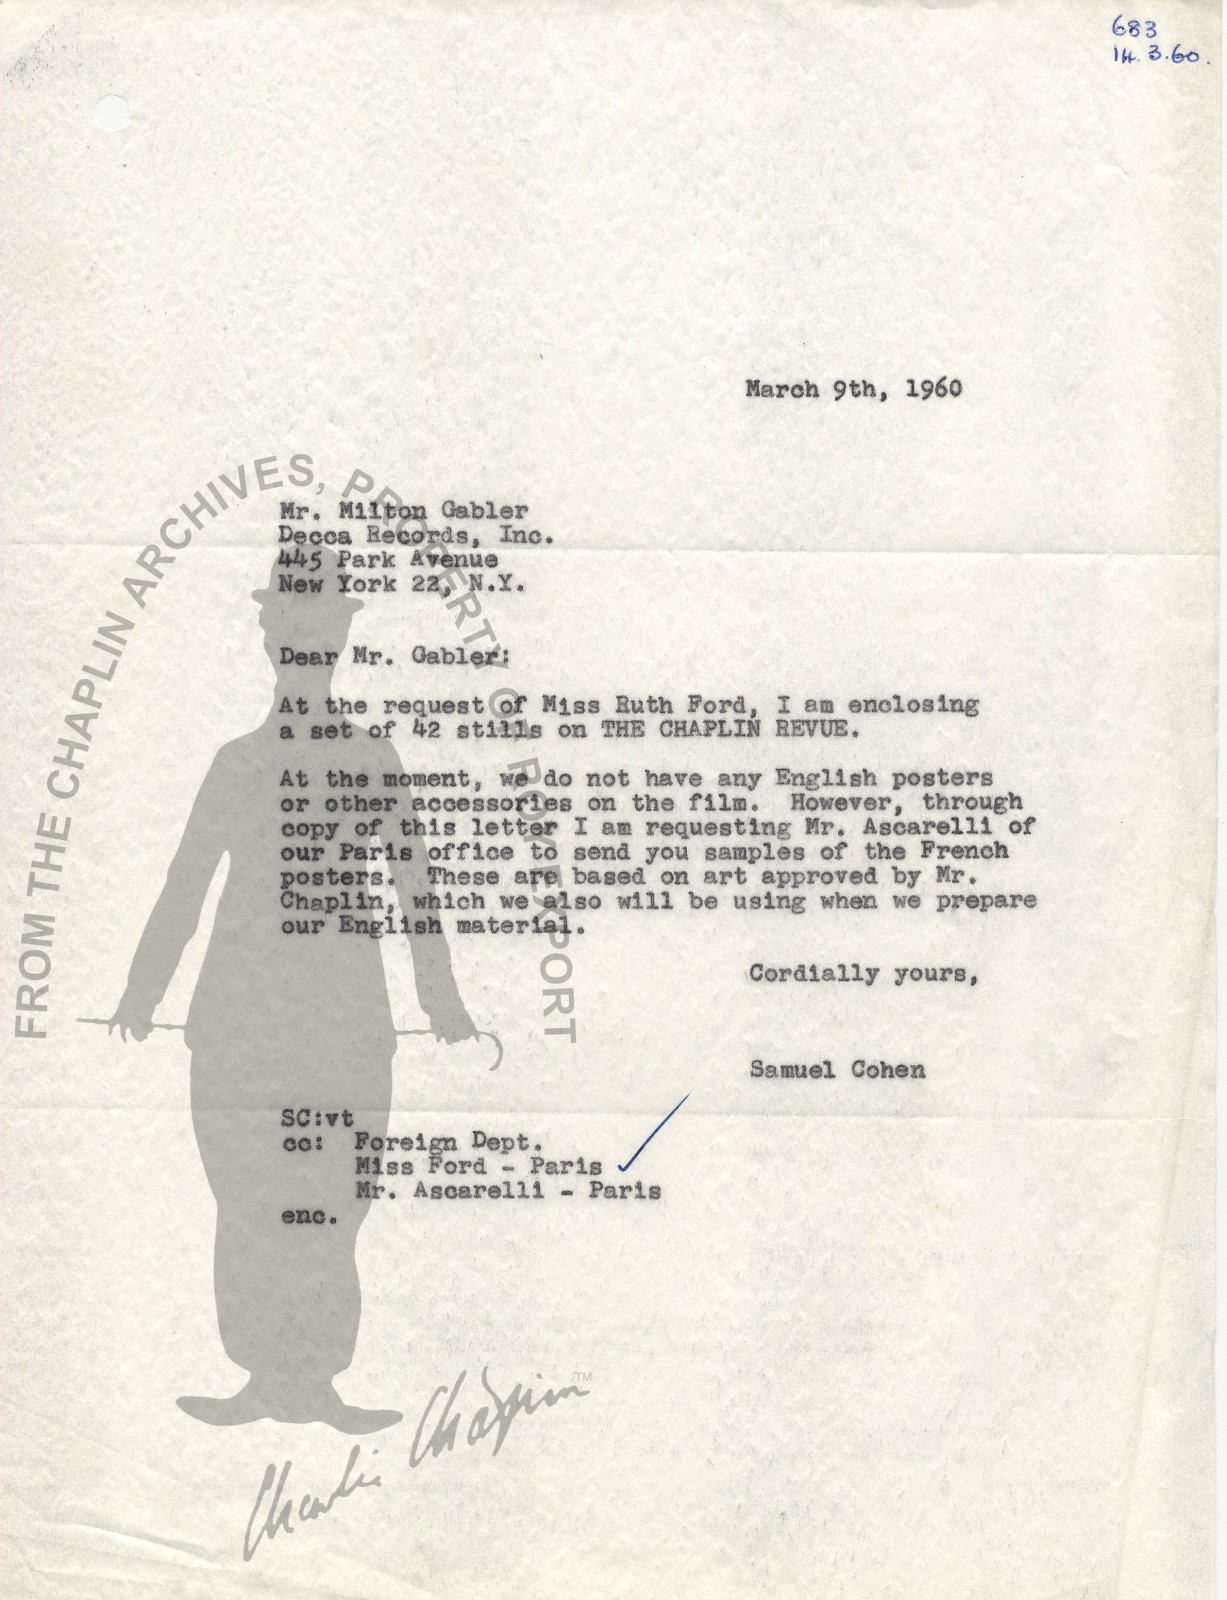 683
14.3.60.
March 9th, 1960
FROM THE CHAPLIN ARCHIVES, PROPERTY OF ROY EXPORT
Mr. Milton Gabler
Decca Records, Inc.
445 Park Avenue
New York 22, N.Y.
Dear Mr. Gabler:
At the request of Miss Ruth Ford, I am enclosing
a set of 42 stills on THE CHAPLIN REVUE.
At the moment, we do not have any English posters
or other accessories on the film. However, through
copy of this letter I am requesting Mr. Ascarelli of
our Paris office to send you samples of the French
posters. These are based on art approved by Mr.
Chaplin, which we also will be using when we prepare
our English material.
Cordially yours,
Samuel Cohen
SC:vt
cc: Foreign Dept.
Miss Ford - Paris
Mr. Ascarelli - Paris
enc.
Charlie Chaplin TM